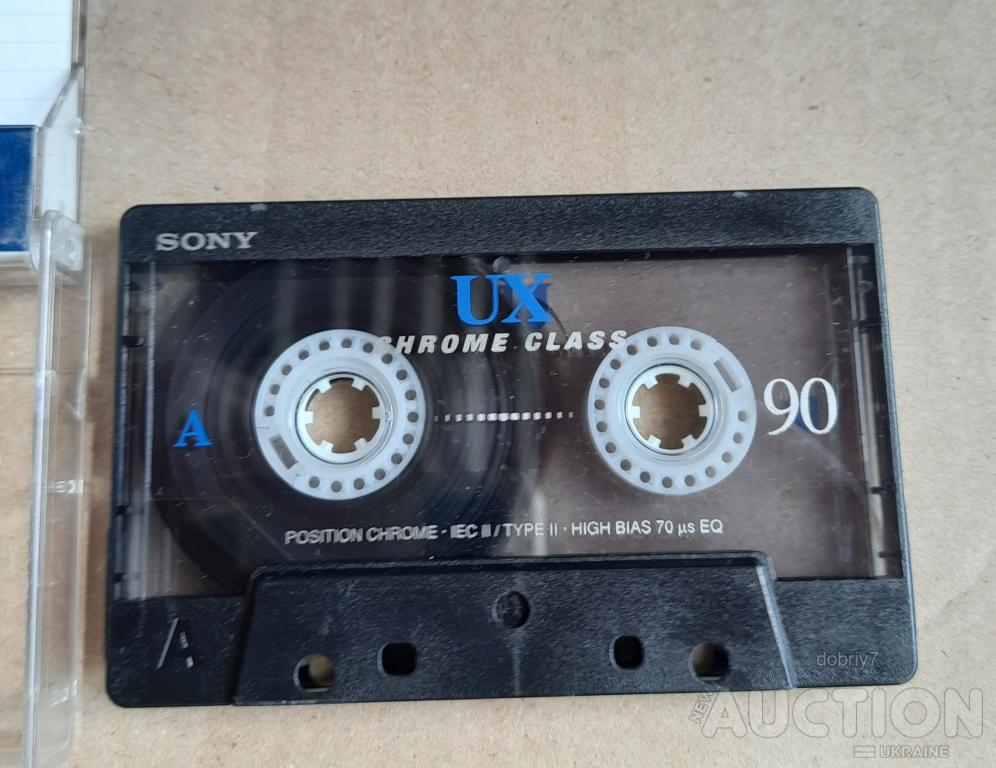 SONY
UX
CHROME CLASS
A
90
POSITION CHROME · IEC II / TYPE II · HIGH BIAS 70 µs EQ
A
dobriy7
NEW
AUCTION
UKRAINE